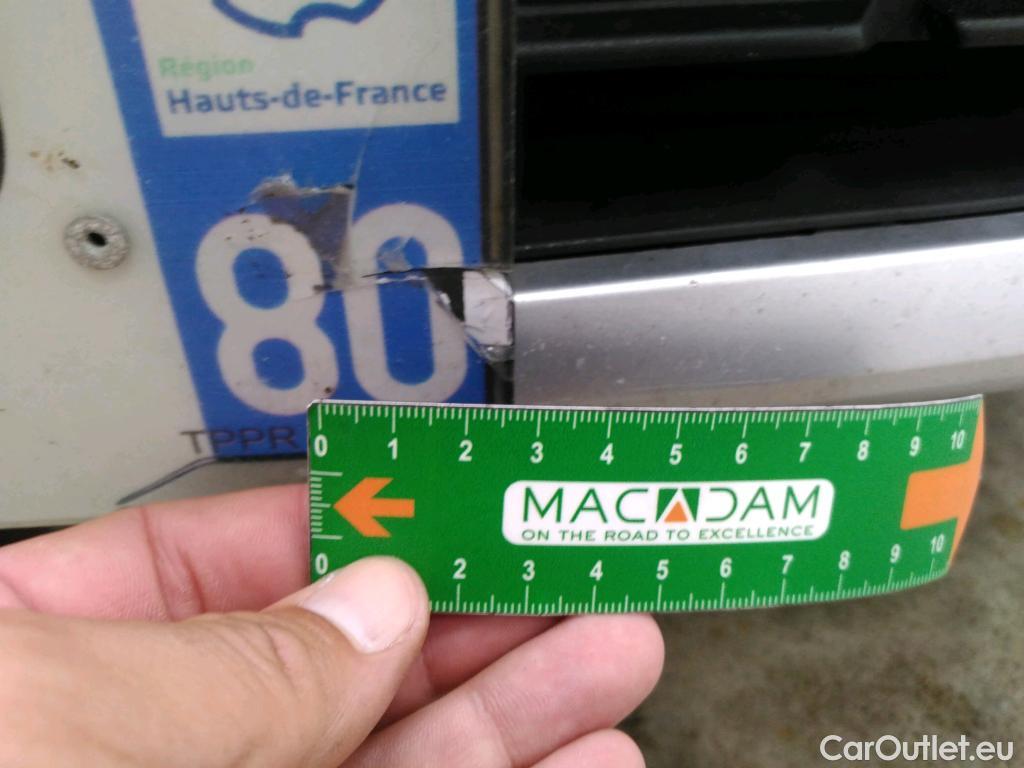 Région
Hauts-de-France
80
TPPR
0 1 2 3 4 5 6 7 8 9 10
MACADAM
ON THE ROAD TO EXCELLENCE
0 2 3 4 5 6 7 8 9 10
CarOutlet.eu